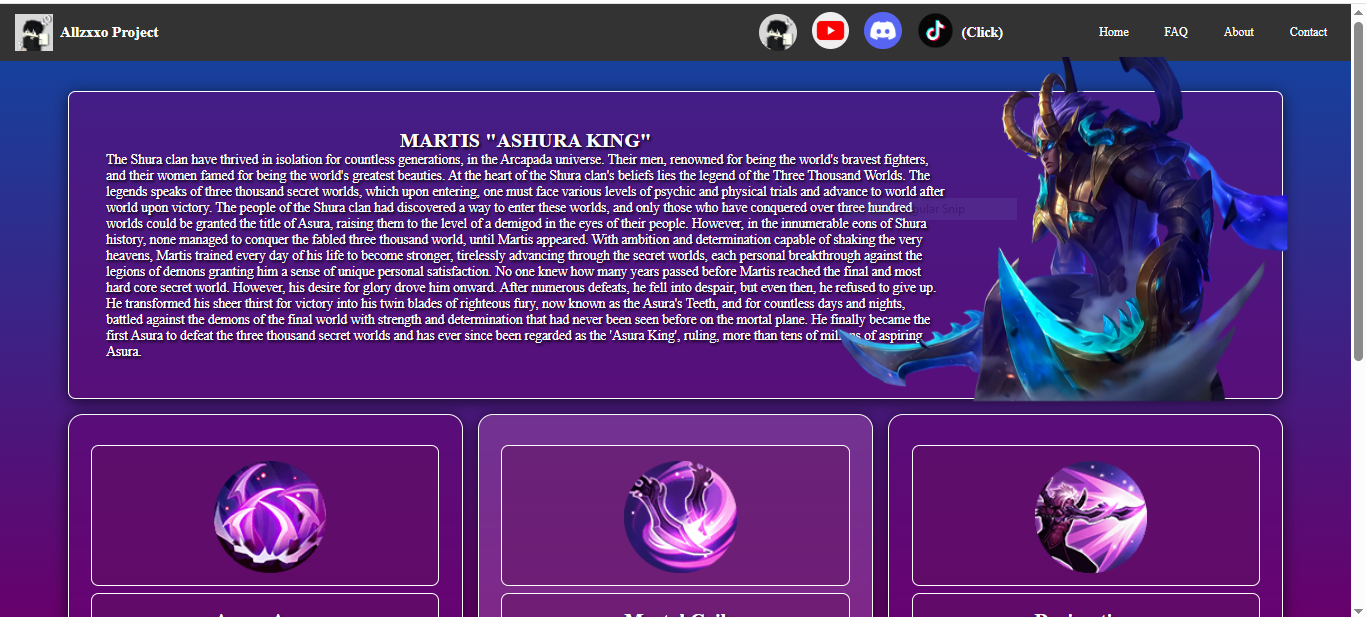 Allzxxo Project
(Click)
Home
FAQ
About
Contact
MARTIS "ASHURA KING"
The Shura clan have thrived in isolation for countless generations, in the Arcapada universe. Their men, renowned for being the world's bravest fighters,
and their women famed for being the world's greatest beauties. At the heart of the Shura clan's beliefs lies the legend of the Three Thousand Worlds. The
legends speaks of three thousand secret worlds, which upon entering, one must face various levels of psychic and physical trials and advance to world after
world upon victory. The people of the Shura clan had discovered a way to enter these worlds, and only those who have conquered over three hundred
worlds could be granted the title of Asura, raising them to the level of a demigod in the eyes of their people. However, in the innumerable eons of Shura
history, none managed to conquer the fabled three thousand world, until Martis appeared. With ambition and determination capable of shaking the very
heavens, Martis trained every day of his life to become stronger, tirelessly advancing through the secret worlds, each personal breakthrough against the
legions of demons granting him a sense of unique personal satisfaction. No one knew how many years passed before Martis reached the final and most
hard core secret world. However, his desire for glory drove him onward. After numerous defeats, he fell into despair, but even then, he refused to give up.
He transformed his sheer thirst for victory into his twin blades of righteous fury, now known as the Asura's Teeth, and for countless days and nights,
battled against the demons of the final world with strength and determination that had never been seen before on the mortal plane. He finally became the
first Asura to defeat the three thousand secret worlds and has ever since been regarded as the 'Asura King', ruling, more than tens of of aspiring
Asura.